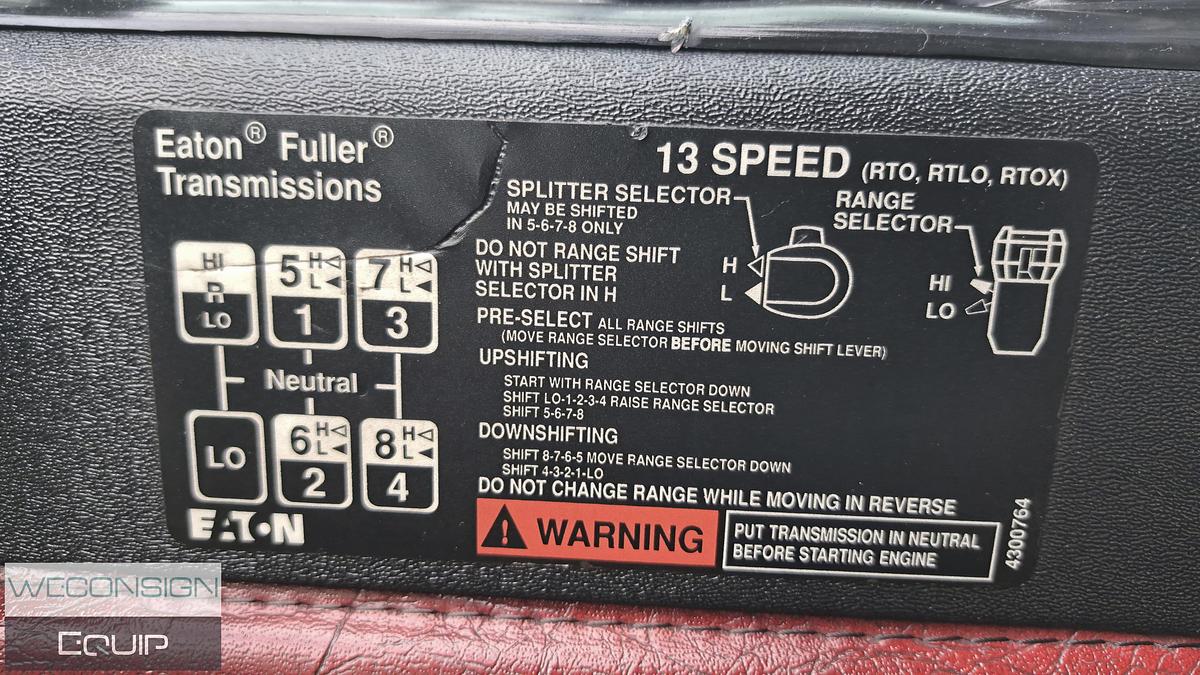 Eaton® Fuller®
Transmissions
13 SPEED (RTO, RTLO, RTOX)
SPLITTER SELECTOR
MAY BE SHIFTED
IN 5-6-7-8 ONLY
RANGE
SELECTOR
DO NOT RANGE SHIFT
WITH SPLITTER
SELECTOR IN H
H
L
HI
LO
PRE-SELECT ALL RANGE SHIFTS
(MOVE RANGE SELECTOR BEFORE MOVING SHIFT LEVER)
UPSHIFTING
START WITH RANGE SELECTOR DOWN
SHIFT LO-1-2-3-4 RAISE RANGE SELECTOR
SHIFT 5-6-7-8
DOWNSHIFTING
SHIFT 8-7-6-5 MOVE RANGE SELECTOR DOWN
SHIFT 4-3-2-1-LO
DO NOT CHANGE RANGE WHILE MOVING IN REVERSE
WARNING
PUT TRANSMISSION IN NEUTRAL
BEFORE STARTING ENGINE
4300764
HI
R
LO
5 H L
1
7 H L
3
Neutral
LO
6 H L
2
8 H L
4
EATON
WECONSIGN
EQUIP